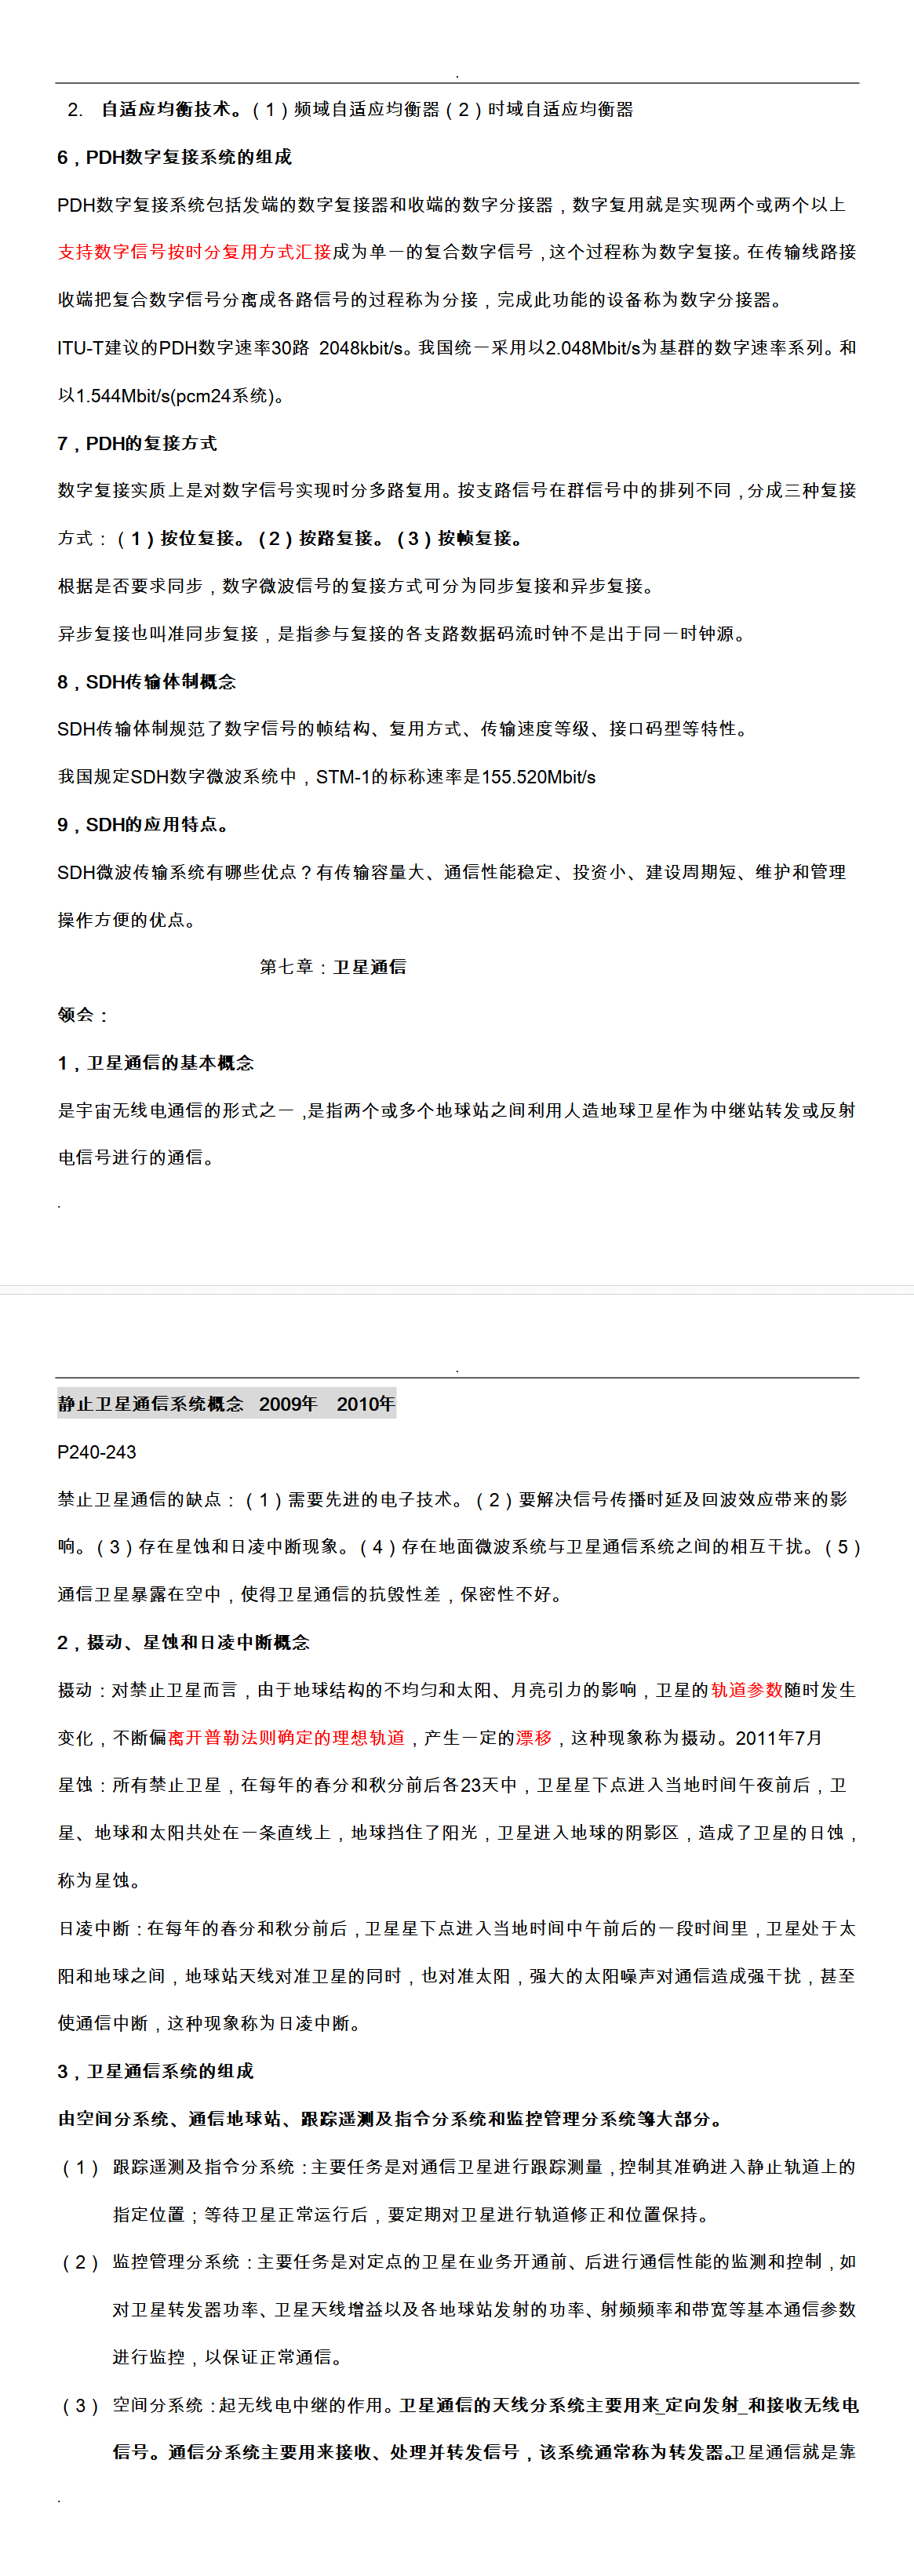 .
2. 自适应均衡技术。（1）频域自适应均衡器（2）时域自适应均衡器
6，PDH数字复接系统的组成
PDH数字复接系统包括发端的数字复接器和收端的数字分接器，数字复用就是实现两个或两个以上
支持数字信号按时分复用方式汇接成为单一的复合数字信号，这个过程称为数字复接。在传输线路接
收端把复合数字信号分离成各路信号的过程称为分接，完成此功能的设备称为数字分接器。
ITU-T建议的PDH数字速率30路 2048kbit/s。我国统一采用以2.048Mbit/s为基群的数字速率系列。和
以1.544Mbit/s(pcm24系统)。
7，PDH的复接方式
数字复接实质上是对数字信号实现时分多路复用。按支路信号在群信号中的排列不同，分成三种复接
方式：（1）按位复接。（2）按路复接。（3）按帧复接。
根据是否要求同步，数字微波信号的复接方式可分为同步复接和异步复接。
异步复接也叫准同步复接，是指参与复接的各支路数据码流时钟不是出于同一时钟源。
8，SDH传输体制概念
SDH传输体制规范了数字信号的帧结构、复用方式、传输速度等级、接口码型等特性。
我国规定SDH数字微波系统中，STM-1的标称速率是155.520Mbit/s
9，SDH的应用特点。
SDH微波传输系统有哪些优点？有传输容量大、通信性能稳定、投资小、建设周期短、维护和管理
操作方便的优点。
第七章：卫星通信
领会：
1，卫星通信的基本概念
是宇宙无线电通信的形式之一，是指两个或多个地球站之间利用人造地球卫星作为中继站转发或反射
电信号进行的通信。
.
.
静止卫星通信系统概念 2009年 2010年
P240-243
禁止卫星通信的缺点：（1）需要先进的电子技术。（2）要解决信号传播时延及回波效应带来的影
响。（3）存在星蚀和日凌中断现象。（4）存在地面微波系统与卫星通信系统之间的相互干扰。（5）
通信卫星暴露在空中，使得卫星通信的抗毁性差，保密性不好。
2，摄动、星蚀和日凌中断概念
摄动：对禁止卫星而言，由于地球结构的不均匀和太阳、月亮引力的影响，卫星的轨道参数随时发生
变化，不断偏离开普勒法则确定的理想轨道，产生一定的漂移，这种现象称为摄动。2011年7月
星蚀：所有禁止卫星，在每年的春分和秋分前后各23天中，卫星星下点进入当地时间午夜前后，卫
星、地球和太阳共处在一条直线上，地球挡住了阳光，卫星进入地球的阴影区，造成了卫星的日蚀，
称为星蚀。
日凌中断：在每年的春分和秋分前后，卫星星下点进入当地时间中午前后的一段时间里，卫星处于太
阳和地球之间，地球站天线对准卫星的同时，也对准太阳，强大的太阳噪声对通信造成强干扰，甚至
使通信中断，这种现象称为日凌中断。
3，卫星通信系统的组成
由空间分系统、通信地球站、跟踪遥测及指令分系统和监控管理分系统等4大部分。
（1） 跟踪遥测及指令分系统：主要任务是对通信卫星进行跟踪测量，控制其准确进入静止轨道上的
指定位置；等待卫星正常运行后，要定期对卫星进行轨道修正和位置保持。
（2） 监控管理分系统：主要任务是对定点的卫星在业务开通前、后进行通信性能的监测和控制，如
对卫星转发器功率、卫星天线增益以及各地球站发射的功率、射频频率和带宽等基本通信参数
进行监控，以保证正常通信。
（3） 空间分系统：起无线电中继的作用。卫星通信的天线分系统主要用来_定向发射_和接收无线电
信号。通信分系统主要用来接收、处理并转发信号，该系统通常称为转发器。卫星通信就是靠
.